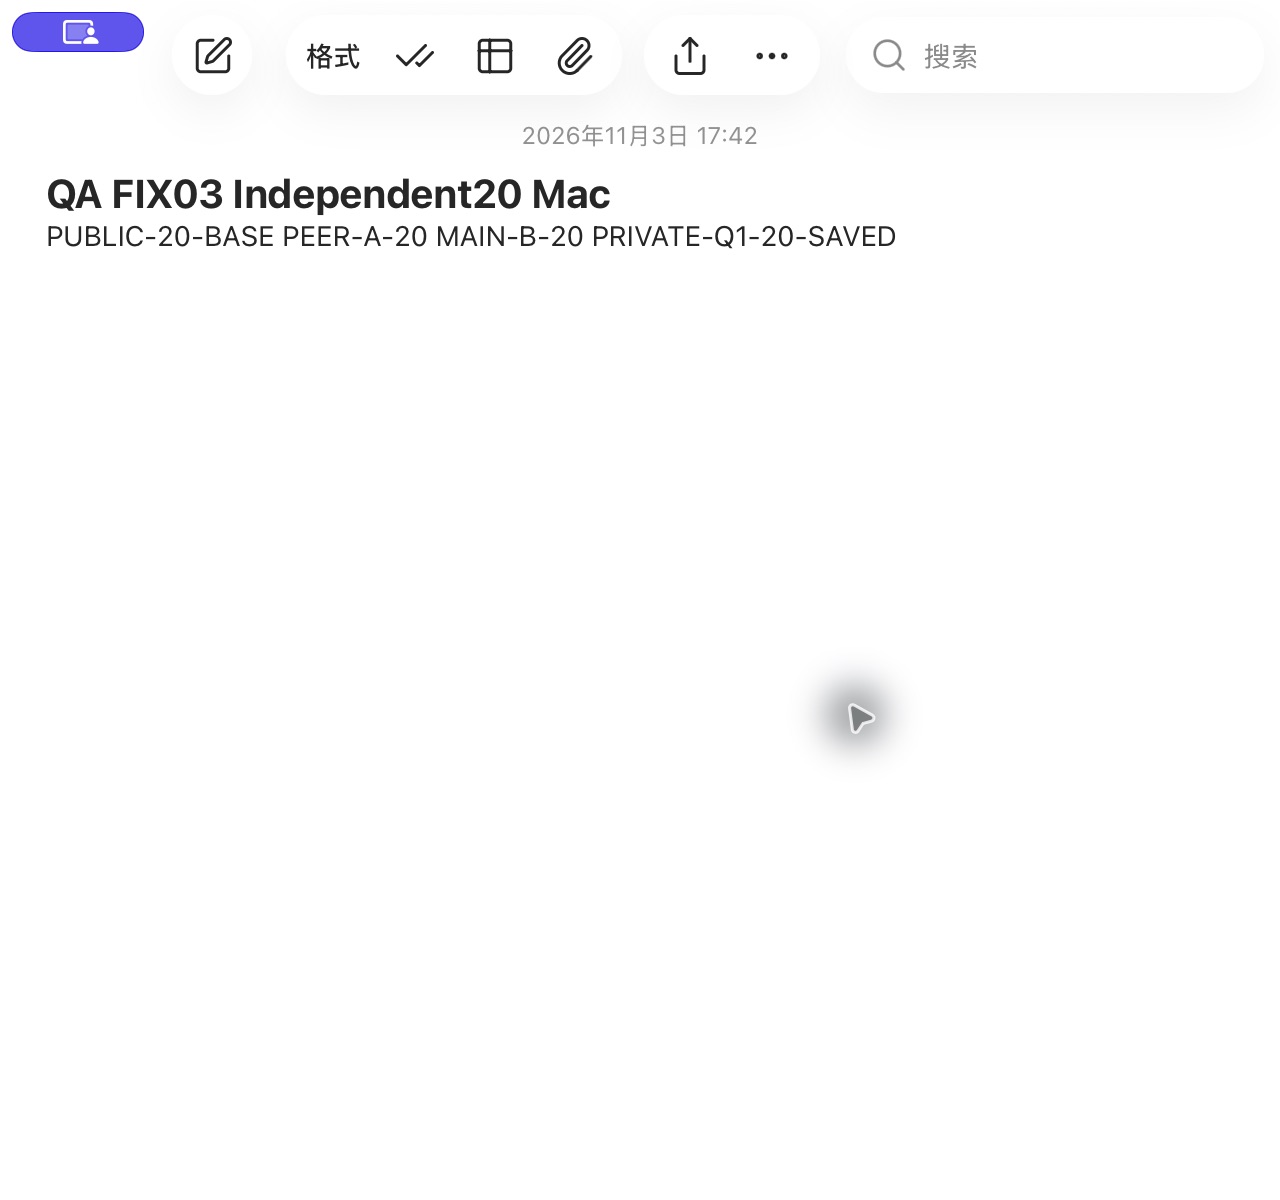 格式
搜索
2026年11月3日 17:42
QA FIX03 Independent20 Mac
PUBLIC-20-BASE PEER-A-20 MAIN-B-20 PRIVATE-Q1-20-SAVED